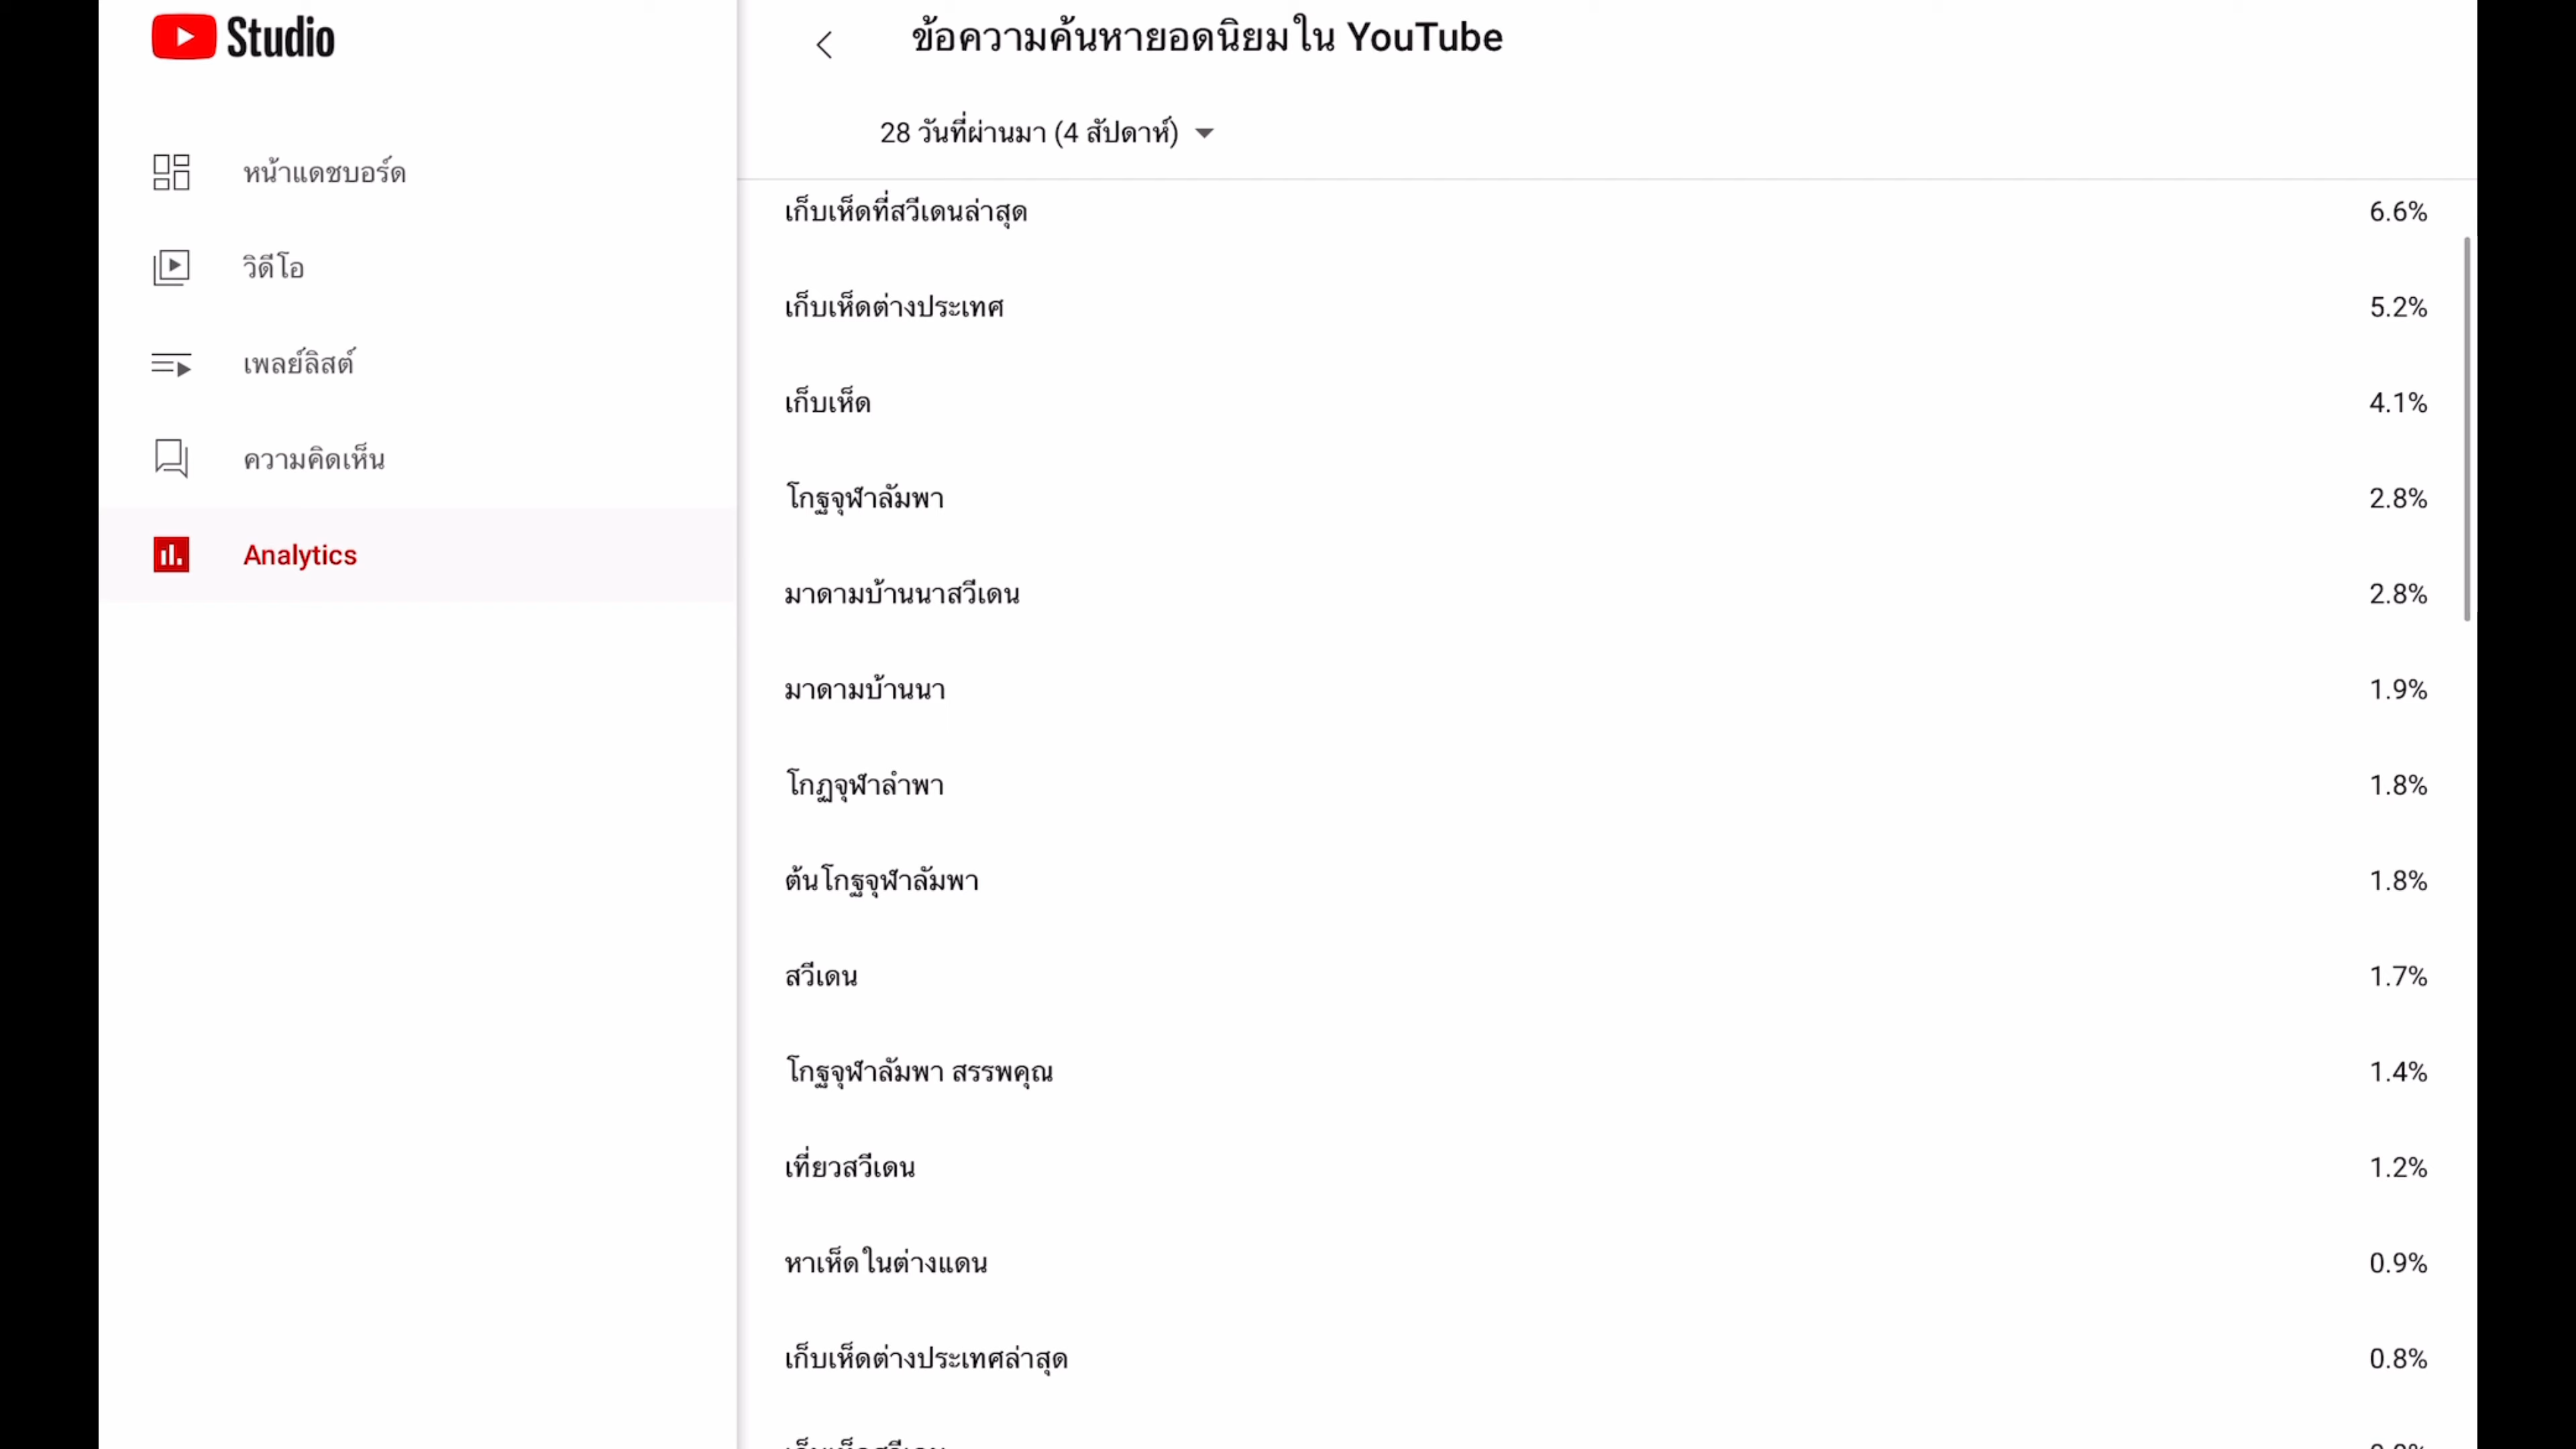 Studio
ข้อความค้นหายอดนิยมใน YouTube
28 วันที่ผ่านมา (4 สัปดาห์)
หน้าแดชบอร์ด
วิดีโอ
เพลย์ลิสต์
ความคิดเห็น
Analytics
เก็บเห็ดที่สวีเดนล่าสุด 6.6%
เก็บเห็ดต่างประเทศ 5.2%
เก็บเห็ด 4.1%
โกฐจุฬาลัมพา 2.8%
มาดามบ้านนาสวีเดน 2.8%
มาดามบ้านนา 1.9%
โกฏจุฬาลำพา 1.8%
ต้นโกฐจุฬาลัมพา 1.8%
สวีเดน 1.7%
โกฐจุฬาลัมพา สรรพคุณ 1.4%
เที่ยวสวีเดน 1.2%
หาเห็ดในต่างแดน 0.9%
เก็บเห็ดต่างประเทศล่าสุด 0.8%